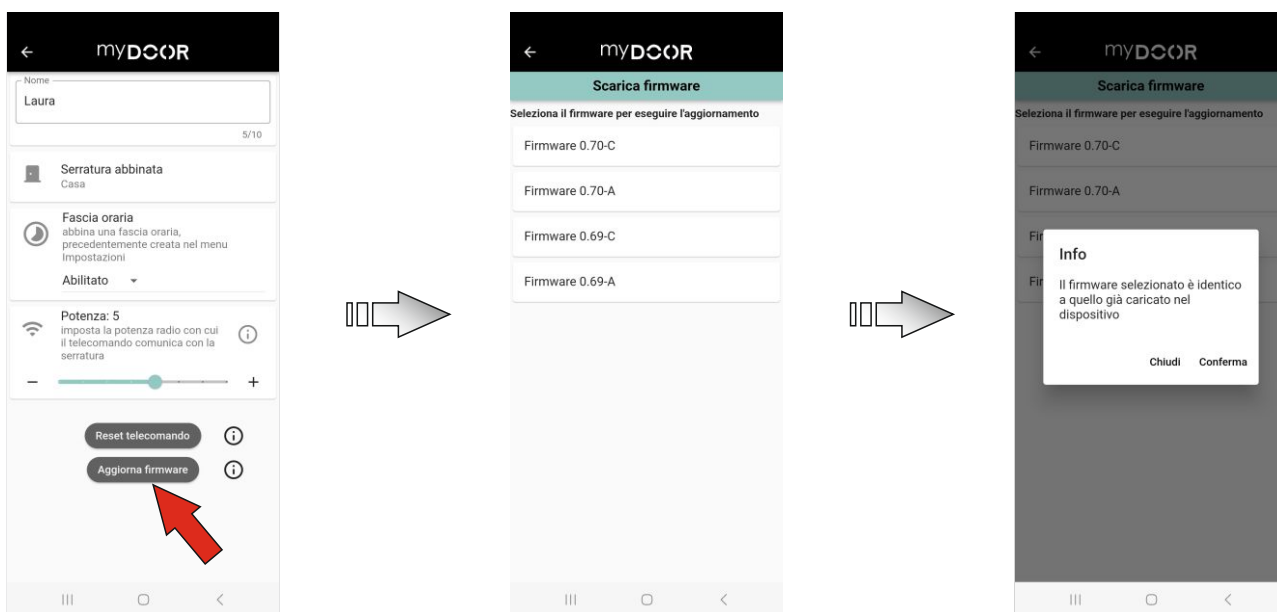 myDOOR
Nome
Laura
5/10
Serratura abbinata
Casa
Fascia oraria
abbina una fascia oraria,
precedentemente creata nel menu
Impostazioni
Abilitato
Potenza: 5
imposta la potenza radio con cui
il telecomando comunica con la
serratura
Reset telecomando
Aggiorna firmware
myDOOR
Scarica firmware
Seleziona il firmware per eseguire l'aggiornamento
Firmware 0.70-C
Firmware 0.70-A
Firmware 0.69-C
Firmware 0.69-A
myDOOR
Scarica firmware
Seleziona il firmware per eseguire l'aggiornamento
Firmware 0.70-C
Firmware 0.70-A
Fir
Fir
Info
Il firmware selezionato è identico
a quello già caricato nel
dispositivo
Chiudi Conferma